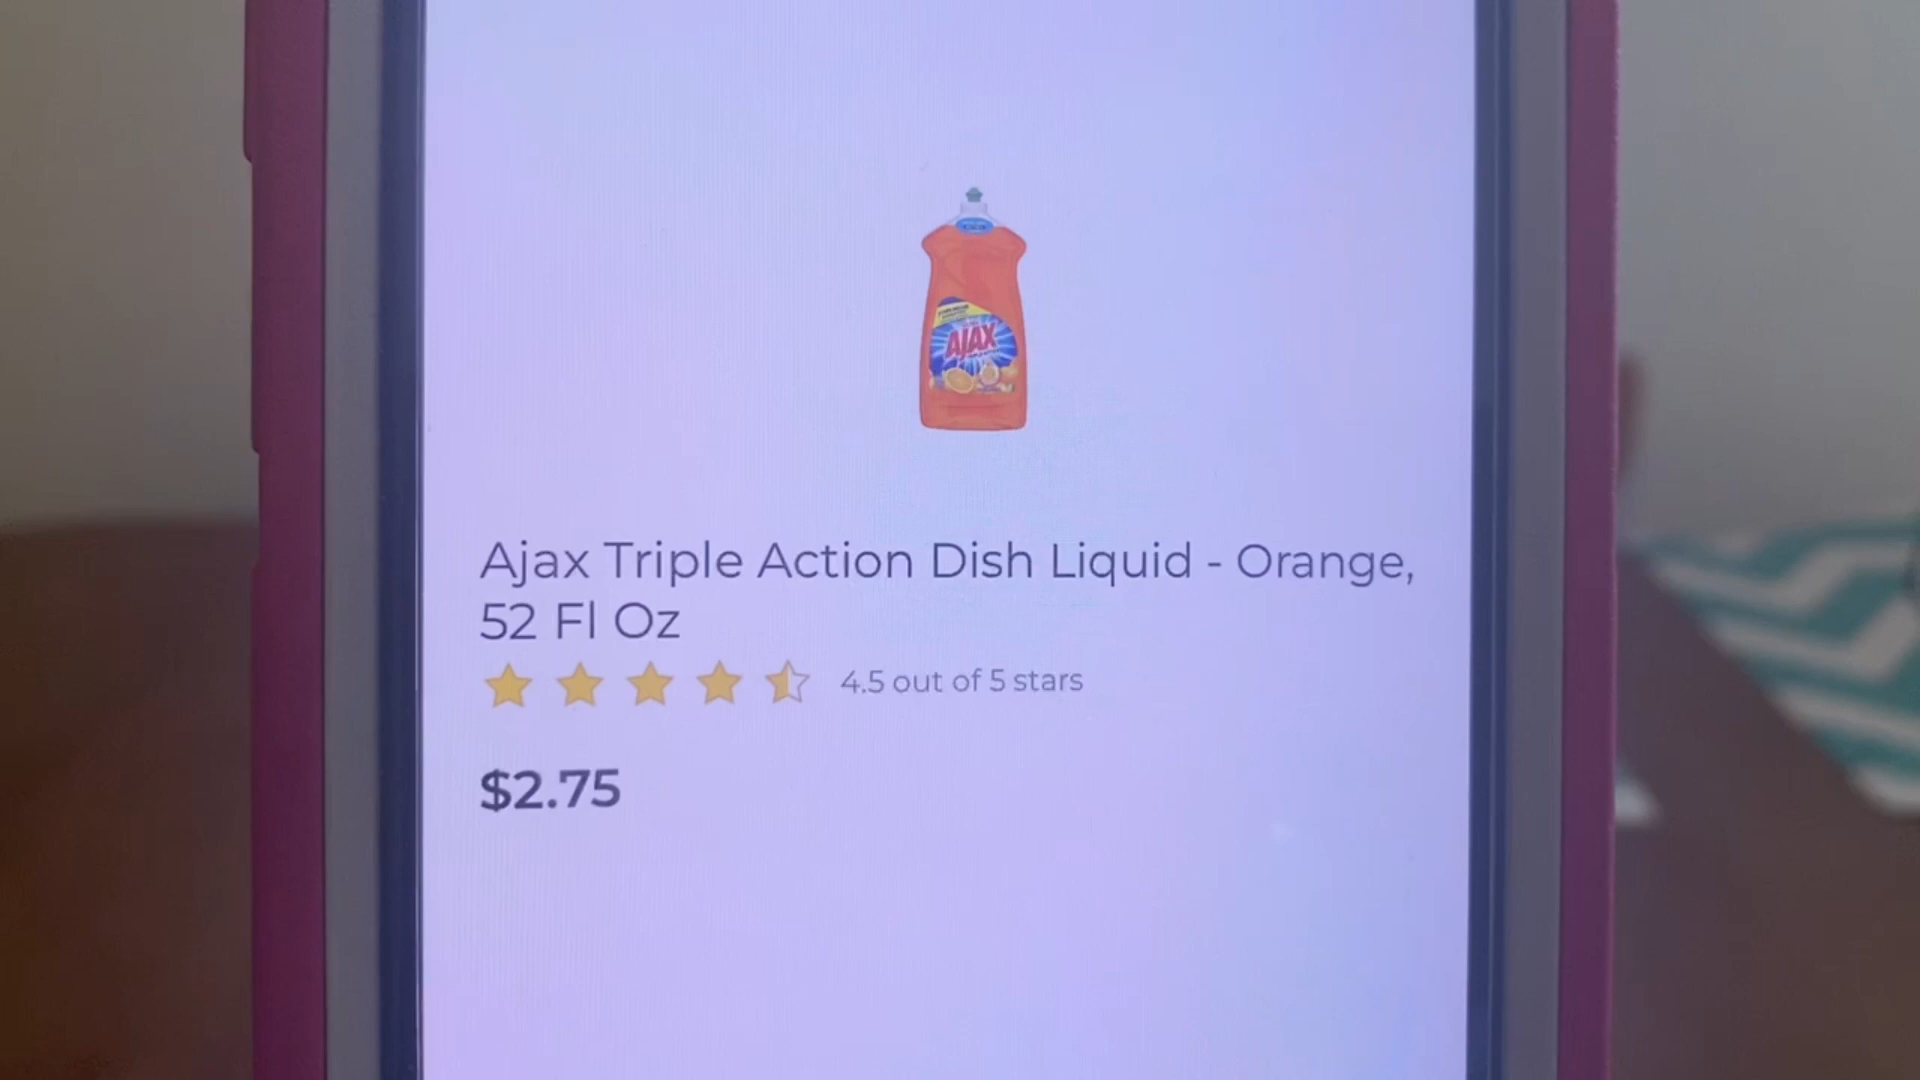 AJAX
Ajax Triple Action Dish Liquid - Orange,
52 Fl Oz
4.5 out of 5 stars
$2.75